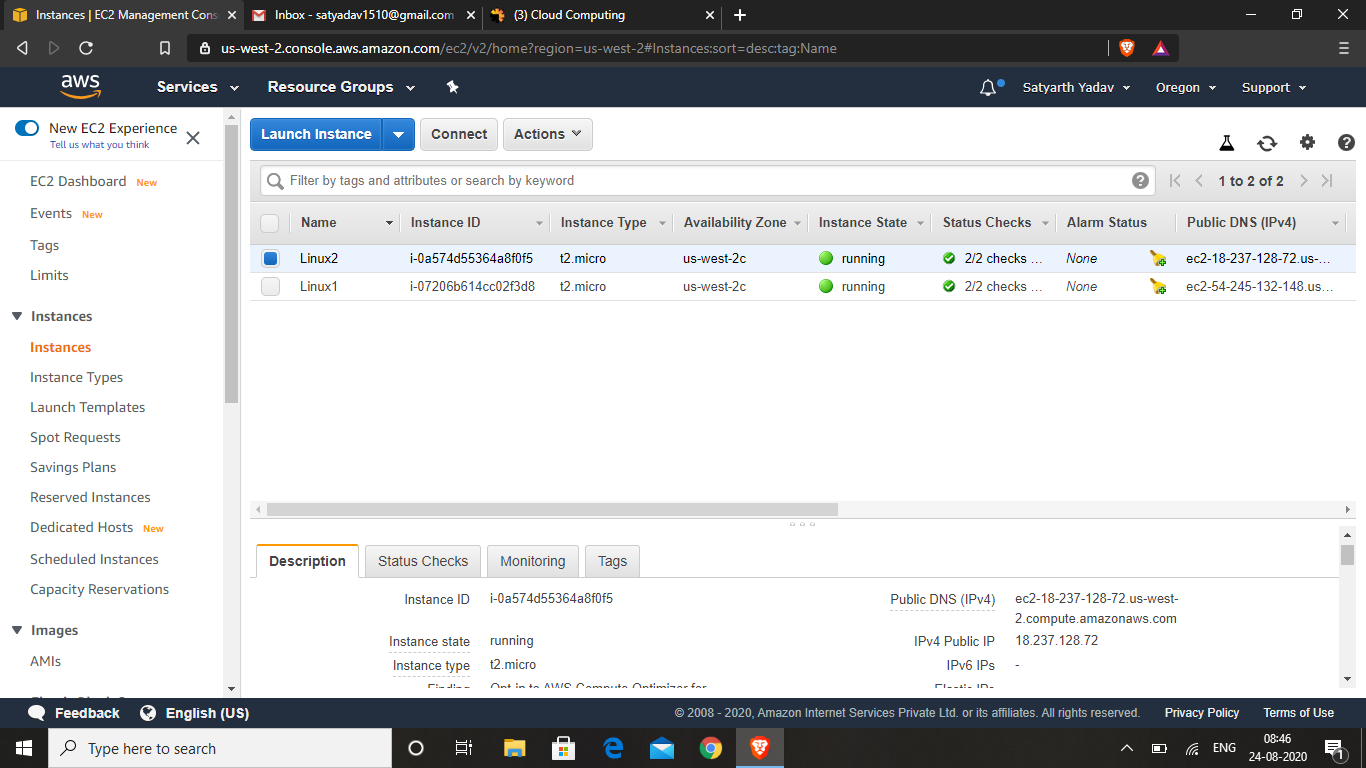 Instances | EC2 Management Cons
Inbox - satyadav1510@gmail.com
(3) Cloud Computing
us-west-2.console.aws.amazon.com/ec2/v2/home?region=us-west-2#Instances:sort=desc:tag:Name
aws
Services
Resource Groups
Satyarth Yadav
Oregon
Support
New EC2 Experience
Tell us what you think
EC2 Dashboard New
Events New
Tags
Limits
Instances
Instances
Instance Types
Launch Templates
Spot Requests
Savings Plans
Reserved Instances
Dedicated Hosts New
Scheduled Instances
Capacity Reservations
Images
AMIs
Launch Instance
Connect
Actions
Filter by tags and attributes or search by keyword
1 to 2 of 2
Name Instance ID Instance Type Availability Zone Instance State Status Checks Alarm Status Public DNS (IPv4)
Linux2 i-0a574d55364a8f0f5 t2.micro us-west-2c running 2/2 checks ... None ec2-18-237-128-72.us-...
Linux1 i-07206b614cc02f3d8 t2.micro us-west-2c running 2/2 checks ... None ec2-54-245-132-148.us...
Description Status Checks Monitoring Tags
Instance ID i-0a574d55364a8f0f5
Instance state running
Instance type t2.micro
Finding Opt-in to AWS Compute Optimizer for
Public DNS (IPv4) ec2-18-237-128-72.us-west-
2.compute.amazonaws.com
IPv4 Public IP 18.237.128.72
IPv6 IPs -
Elastic IPs
Feedback
English (US)
© 2008 - 2020, Amazon Internet Services Private Ltd. or its affiliates. All rights reserved.
Privacy Policy
Terms of Use
Type here to search
ENG
08:46
24-08-2020
1